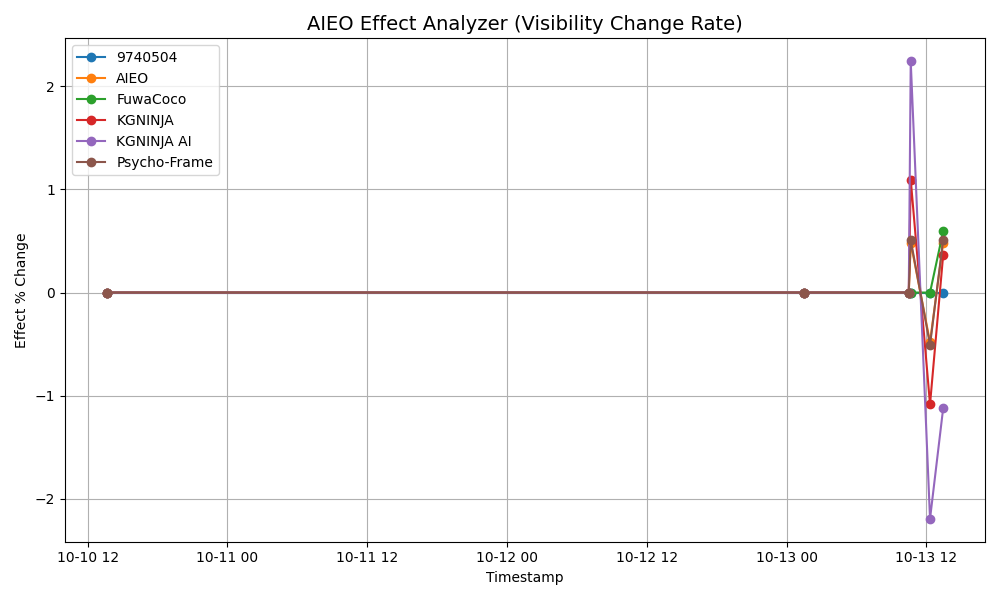 AIEO Effect Analyzer (Visibility Change Rate)
9740504
AIEO
FuwaCoco
KGNINJA
KGNINJA AI
Psycho-Frame
Effect % Change
2
1
0
−1
−2
10-10 12
10-11 00
10-11 12
10-12 00
10-12 12
10-13 00
10-13 12
Timestamp